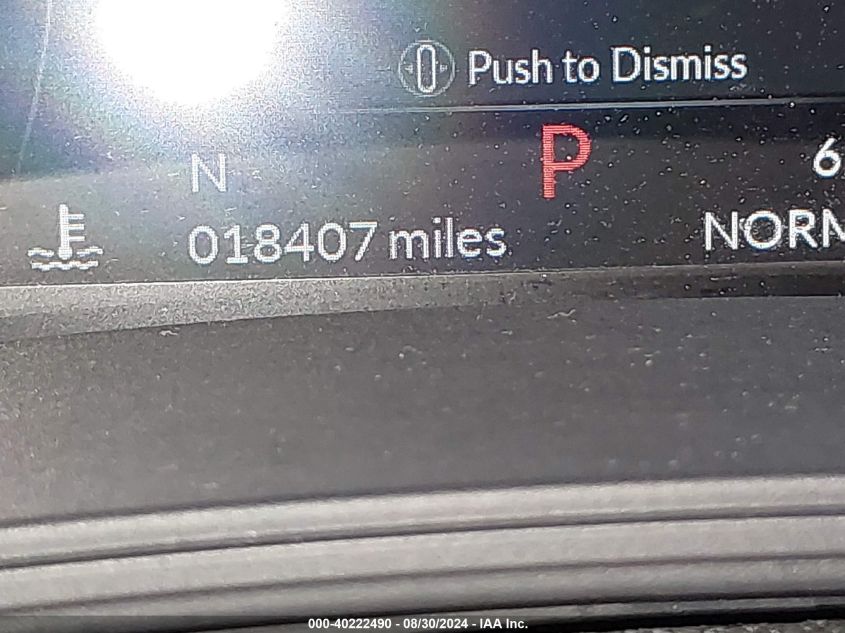 Push to Dismiss
N
P
6
018407 miles
NORM
000-40222490 - 08/30/2024 - IAA Inc.